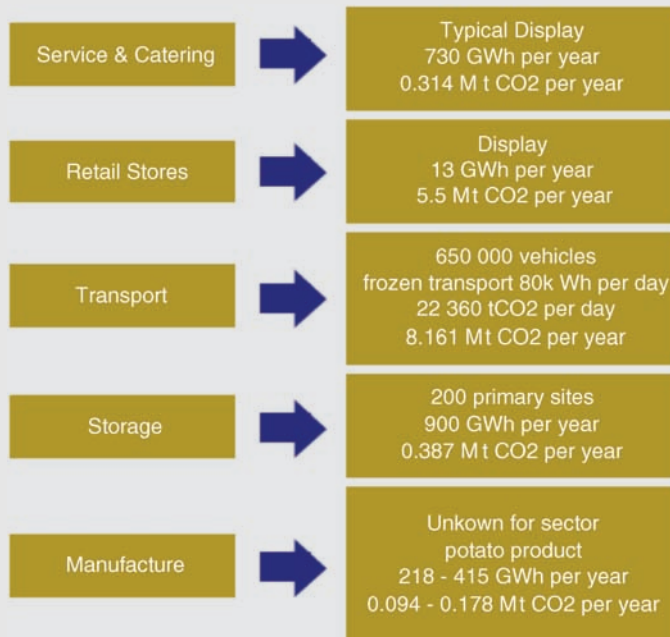 Service & Catering
Typical Display
730 GWh per year
0.314 M t CO2 per year
Retail Stores
Display
13 GWh per year
5.5 Mt CO2 per year
Transport
650 000 vehicles
frozen transport 80k Wh per day
22 360 tCO2 per day
8.161 Mt CO2 per year
Storage
200 primary sites
900 GWh per year
0.387 Mt CO2 per year
Manufacture
Unkown for sector
potato product
218 - 415 GWh per year
0.094 - 0.178 Mt CO2 per year